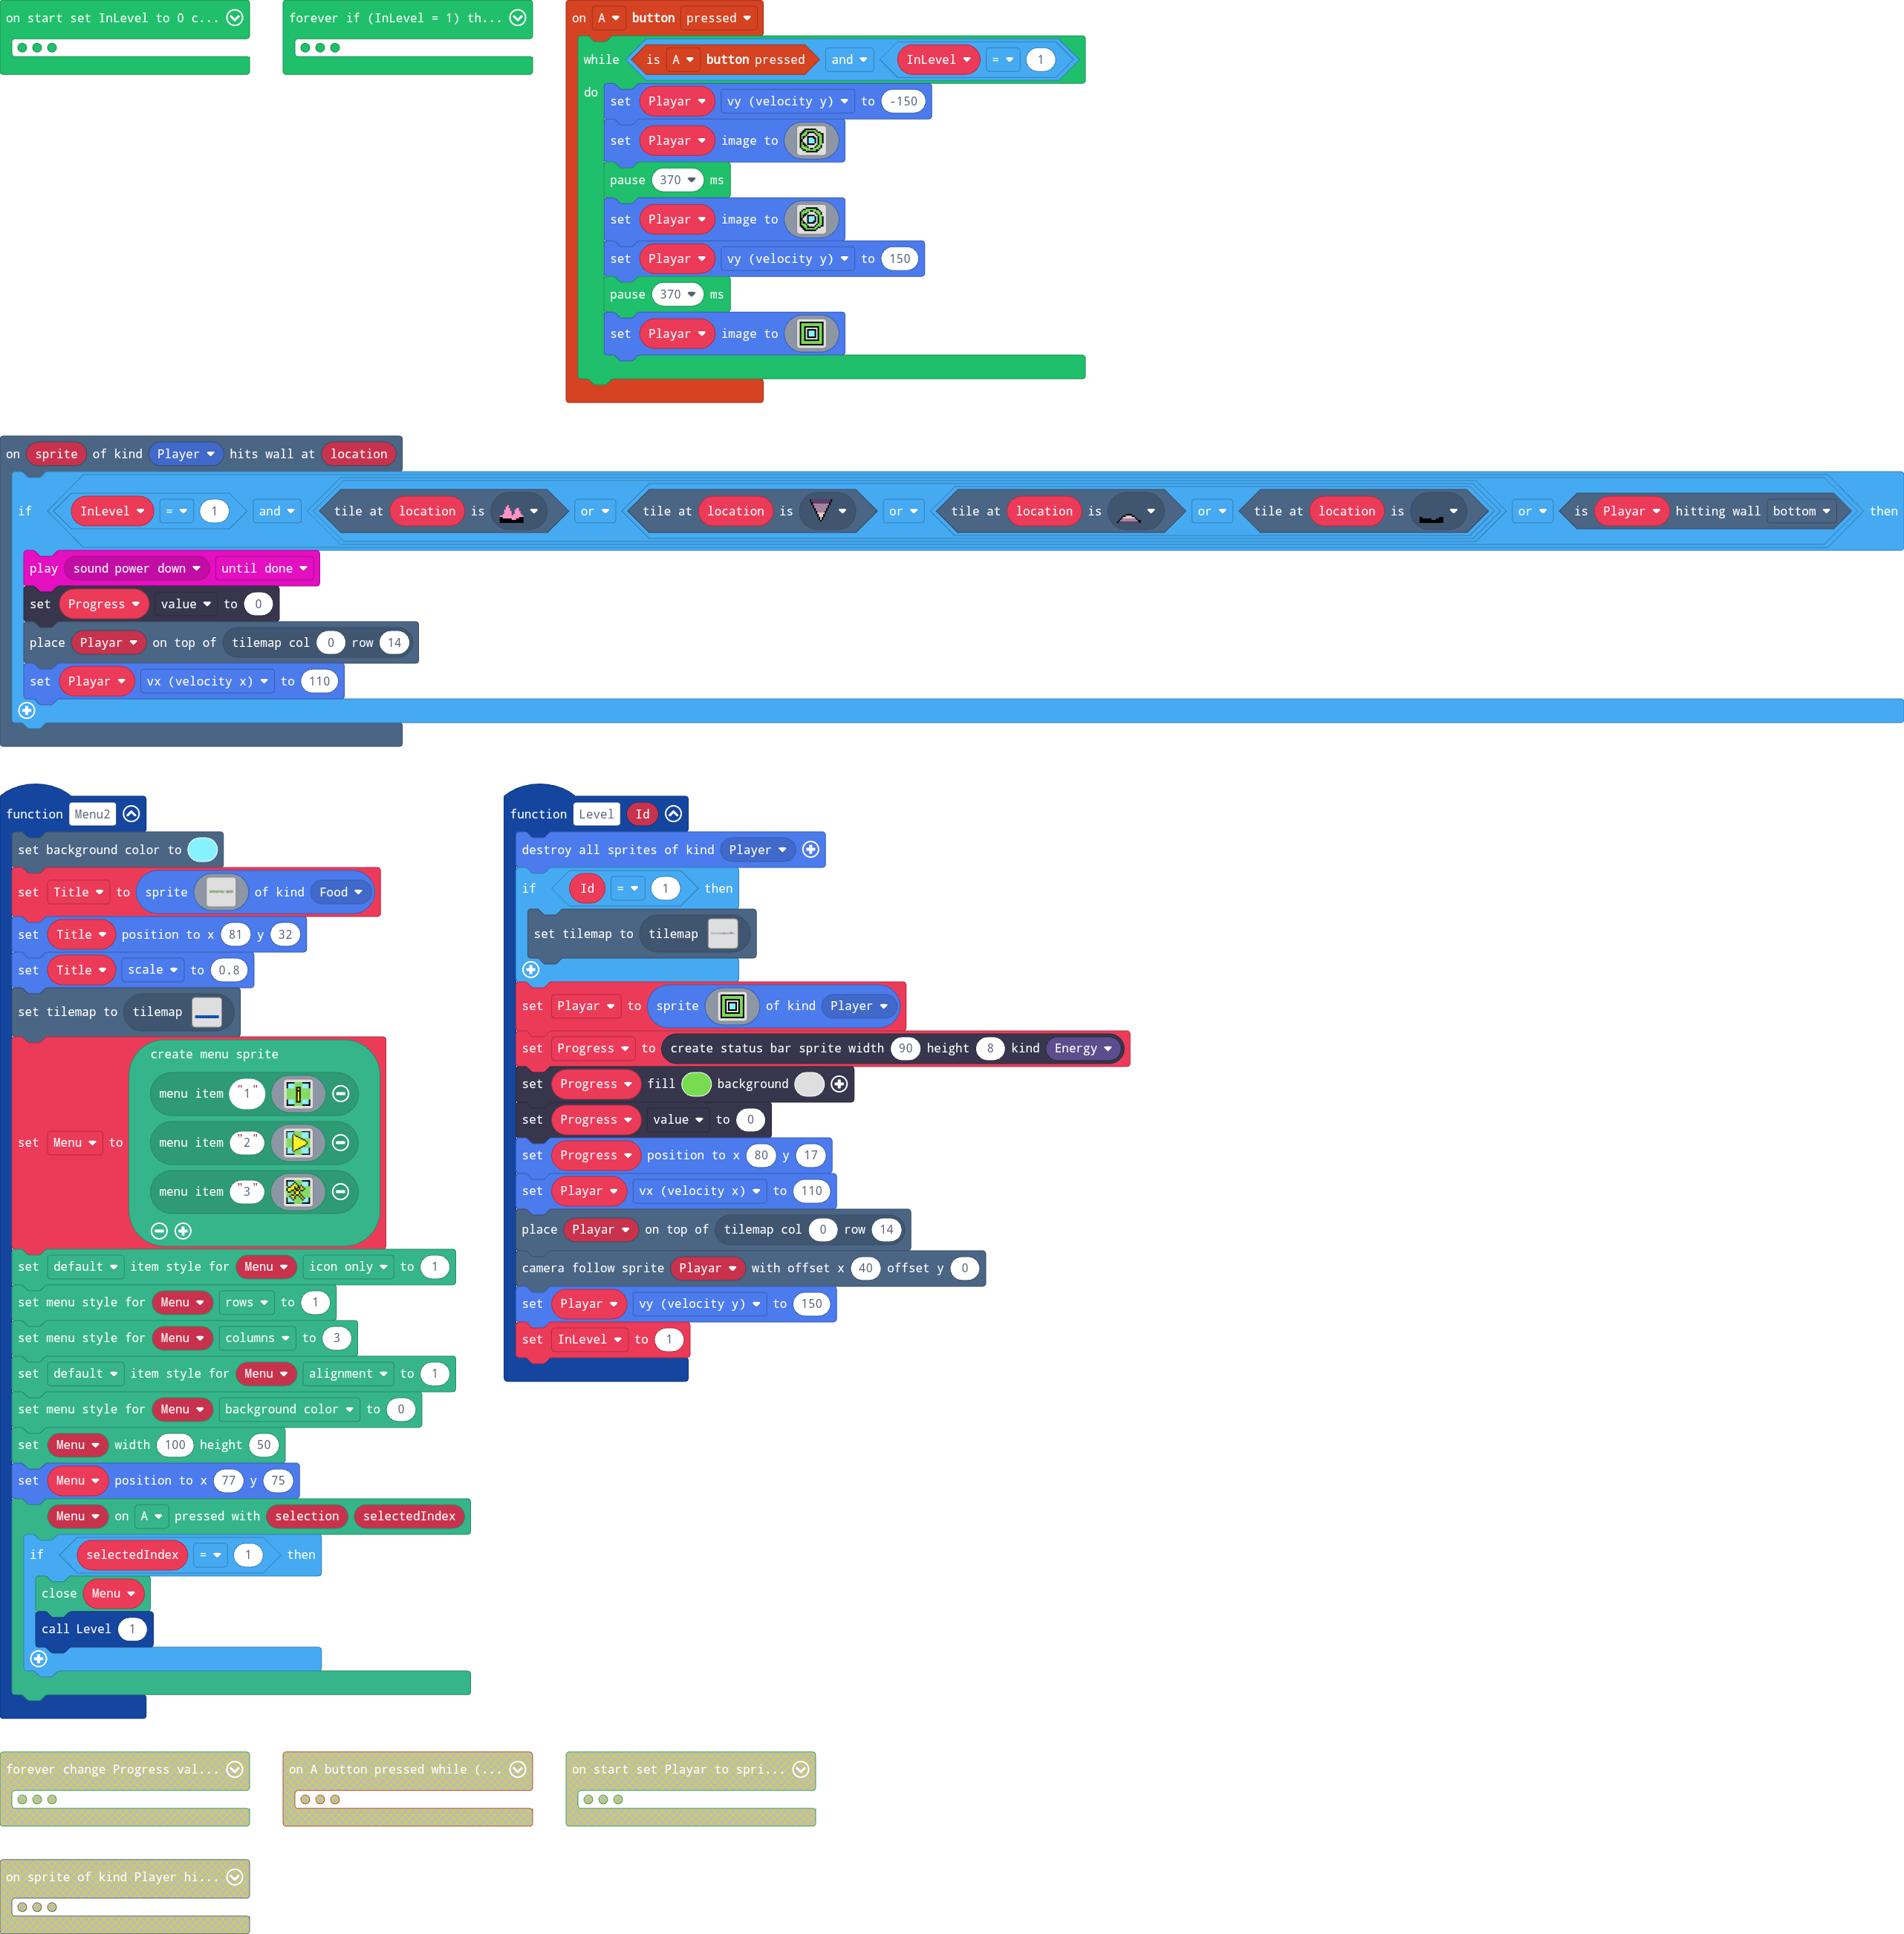 on start set InLevel to 0 c...
forever if (InLevel = 1) th...
on A button pressed
while is A button pressed and InLevel = 1
do
set Playar vy (velocity y) to -150
set Playar image to
pause 370 ms
set Playar image to
set Playar vy (velocity y) to 150
pause 370 ms
set Playar image to
on sprite of kind Player hits wall at location
if InLevel = 1 and tile at location is or tile at location is or tile at location is or tile at location is or is Playar hitting wall bottom then
play sound power down until done
set Progress value to 0
place Playar on top of tilemap col 0 row 14
set Playar vx (velocity x) to 110
function Menu2
set background color to
set Title to sprite of kind Food
set Title position to x 81 y 32
set Title scale to 0.8
set tilemap to tilemap
set Menu to create menu sprite
menu item "1"
menu item "2"
menu item "3"
set default item style for Menu icon only to 1
set menu style for Menu rows to 1
set menu style for Menu columns to 3
set default item style for Menu alignment to 1
set menu style for Menu background color to 0
set Menu width 100 height 50
set Menu position to x 77 y 75
Menu on A pressed with selection selectedIndex
if selectedIndex = 1 then
close Menu
call Level 1
function Level Id
destroy all sprites of kind Player
if Id = 1 then
set tilemap to tilemap
set Playar to sprite of kind Player
set Progress to create status bar sprite width 90 height 8 kind Energy
set Progress fill background
set Progress value to 0
set Progress position to x 80 y 17
set Playar vx (velocity x) to 110
place Playar on top of tilemap col 0 row 14
camera follow sprite Playar with offset x 40 offset y 0
set Playar vy (velocity y) to 150
set InLevel to 1
forever change Progress val...
on A button pressed while (...
on start set Playar to spri...
on sprite of kind Player hi...